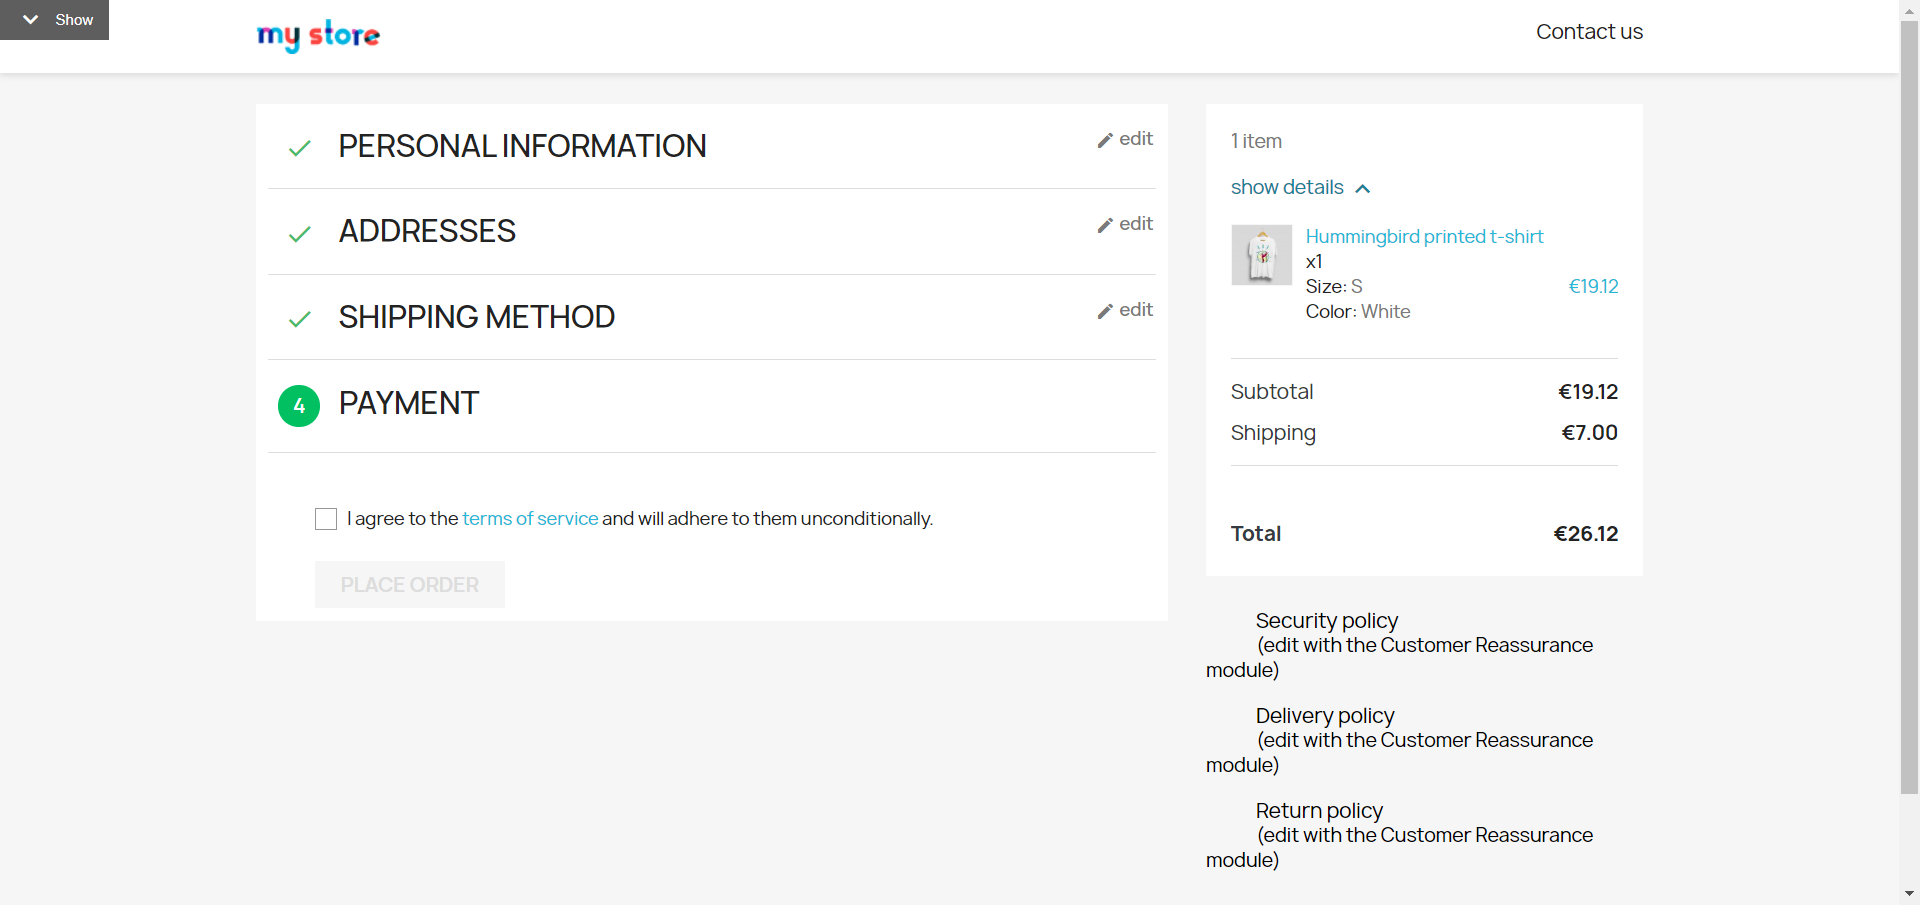 Show
my store
Contact us
PERSONAL INFORMATION
edit
ADDRESSES
edit
SHIPPING METHOD
edit
4 PAYMENT
I agree to the terms of service and will adhere to them unconditionally.
PLACE ORDER
1 item
show details
Hummingbird printed t-shirt
x1
Size: S €19.12
Color: White
Subtotal €19.12
Shipping €7.00
Total €26.12
Security policy
(edit with the Customer Reassurance
module)
Delivery policy
(edit with the Customer Reassurance
module)
Return policy
(edit with the Customer Reassurance
module)